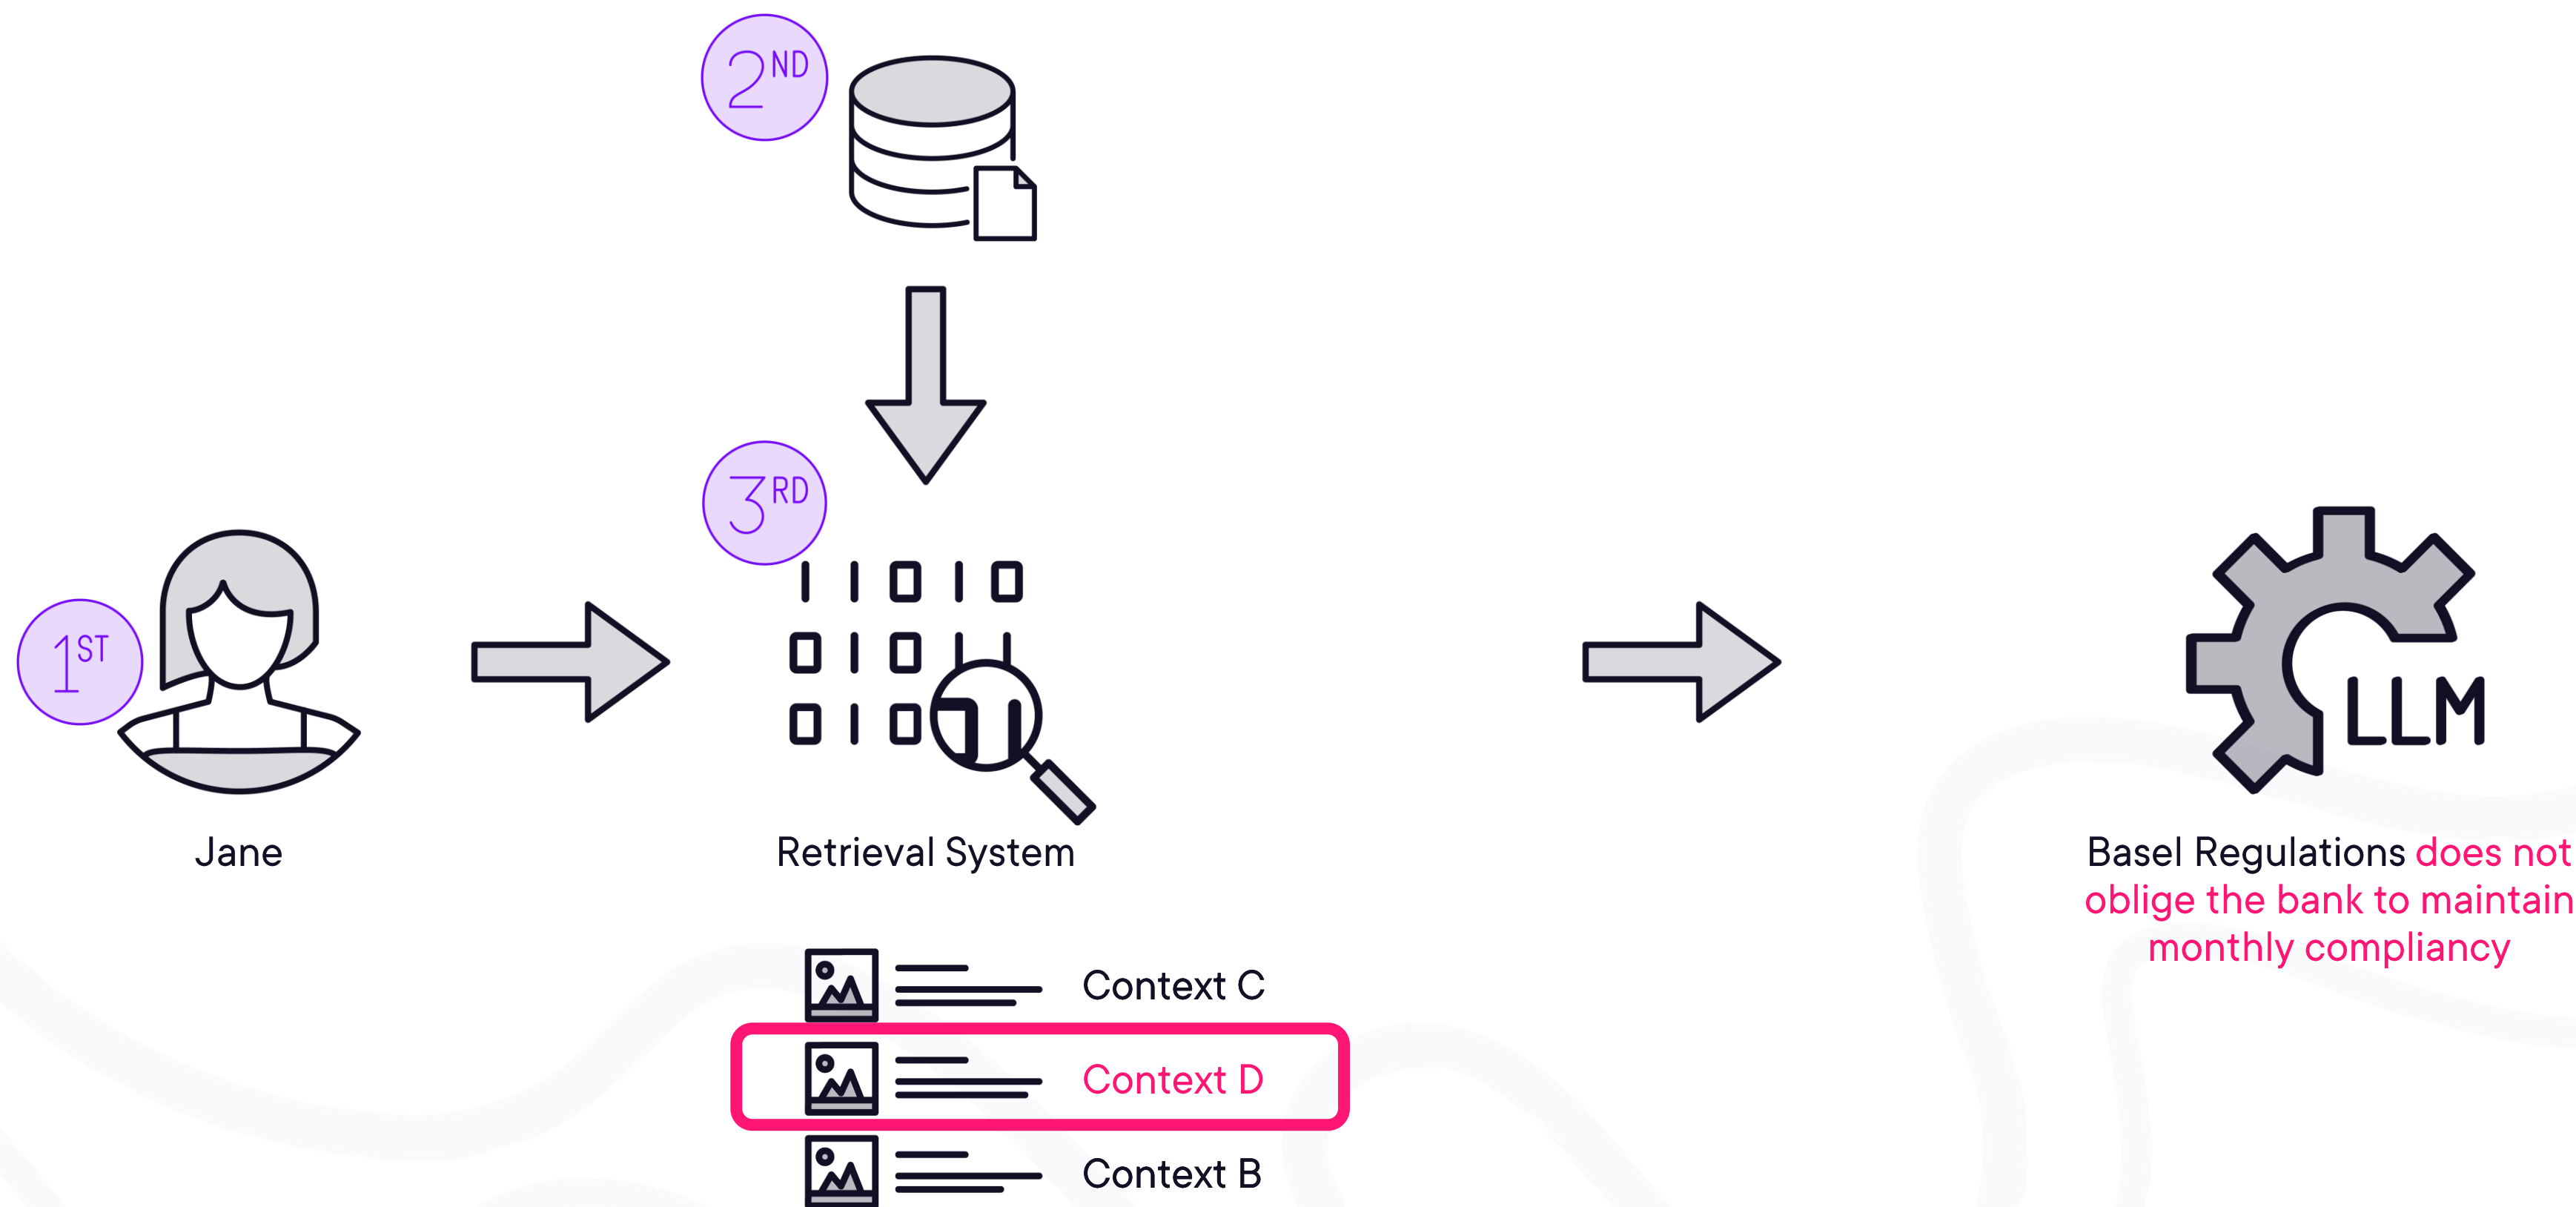 2ND
3RD
1ST
LLM
Jane
Retrieval System
Basel Regulations does not
oblige the bank to maintain
monthly compliancy
Context C
Context D
Context B